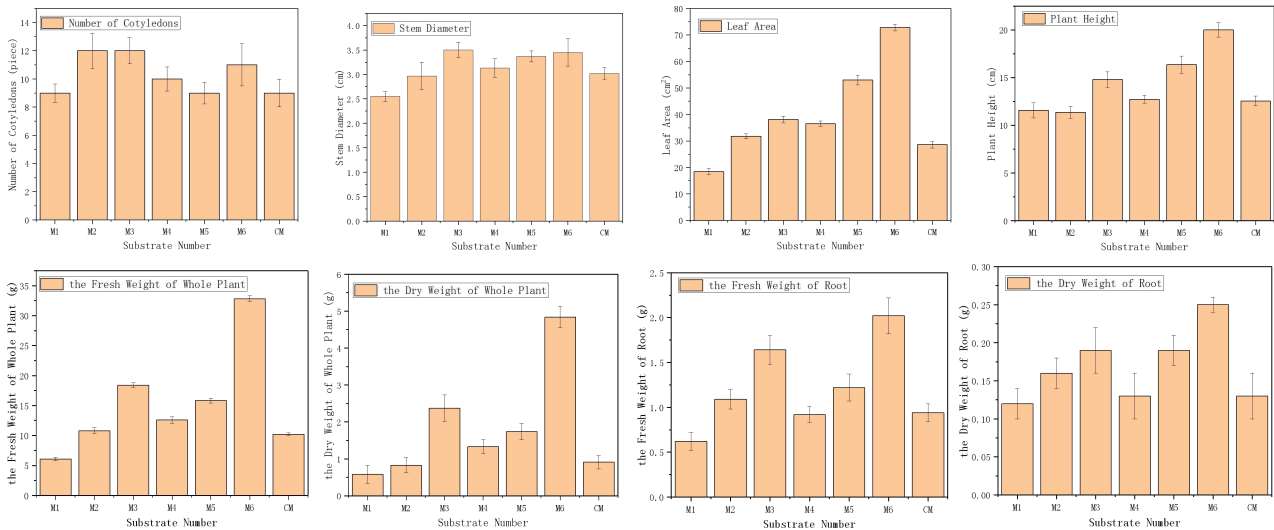 Number of Cotyledons
Number of Cotyledons (piece)
14
12
10
8
6
4
2
0
M1 M2 M3 M4 M5 M6 CM
Substrate Number
Stem Diameter
Stem Diameter (cm)
4.0
3.5
3.0
2.5
2.0
1.5
1.0
0.5
0.0
M1 M2 M3 M4 M5 M6 CM
Substrate Number
Leaf Area
Leaf Area (cm²)
80
70
60
50
40
30
20
10
0
M1 M2 M3 M4 M5 M6 CM
Substrate Number
Plant Height
Plant Height (cm)
20
15
10
5
0
M1 M2 M3 M4 M5 M6 CM
Substrate Number
the Fresh Weight of Whole Plant
the Fresh Weight of Whole Plant (g)
35
30
25
20
15
10
5
0
M1 M2 M3 M4 M5 M6 CM
Substrate Number
the Dry Weight of Whole Plant
the Dry Weight of Whole Plant (g)
6
5
4
3
2
1
0
M1 M2 M3 M4 M5 M6 CM
Substrate Number
the Fresh Weight of Root
the Fresh Weight of Root (g)
2.5
2.0
1.5
1.0
0.5
0.0
M1 M2 M3 M4 M5 M6 CM
Substrate Number
the Dry Weight of Root
the Dry Weight of Root (g)
0.30
0.25
0.20
0.15
0.10
0.05
0.00
M1 M2 M3 M4 M5 M6 CM
Substrate Number